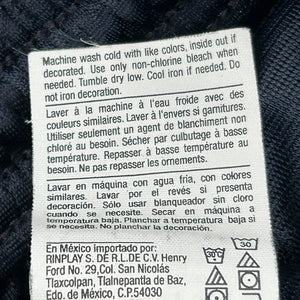 Machine wash cold with like colors, inside out if
decorated. Use only non-chlorine bleach when
needed. Tumble dry low. Cool iron if needed. Do
not iron decoration.
Laver à la machine à l'eau froide avec des
couleurs similaires. Laver à l'envers si garnitures.
Utiliser seulement un agent de blanchiment non
chloré au besoin. Sécher par culbutage à basse
température. Repasser à basse température au
besoin. Ne pas repasser les ornements.
Lavar en máquina con agua fria, con colores
similares. Lavar por el revés si presenta
decoración. Sólo usar blanqueador sin cloro
cuando se necesite. Secar en máquina a
temperatura baja. Planchar a temperatura baja si
se necesite. No planchar la decoración.
En México importado por:
RINPLAY S. DE R.L.DE C.V. Henry
Ford No. 29,Col. San Nicolás
Tlaxcolpan, Tlalnepantla de Baz,
Edo. de México, C.P.54030
30